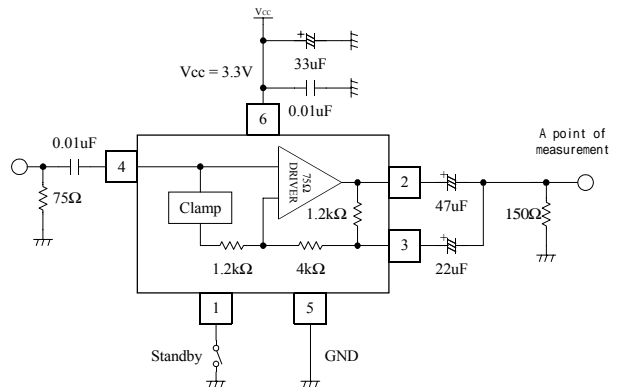 Vcc
+
33uF
Vcc = 3.3V
0.01uF
6
A point of
measurement
0.01uF
4
75Ω
DRIVER
2
+
47uF
75Ω
Clamp
1.2kΩ
150Ω
3
+
22uF
1.2kΩ
4kΩ
1
5
Standby
GND